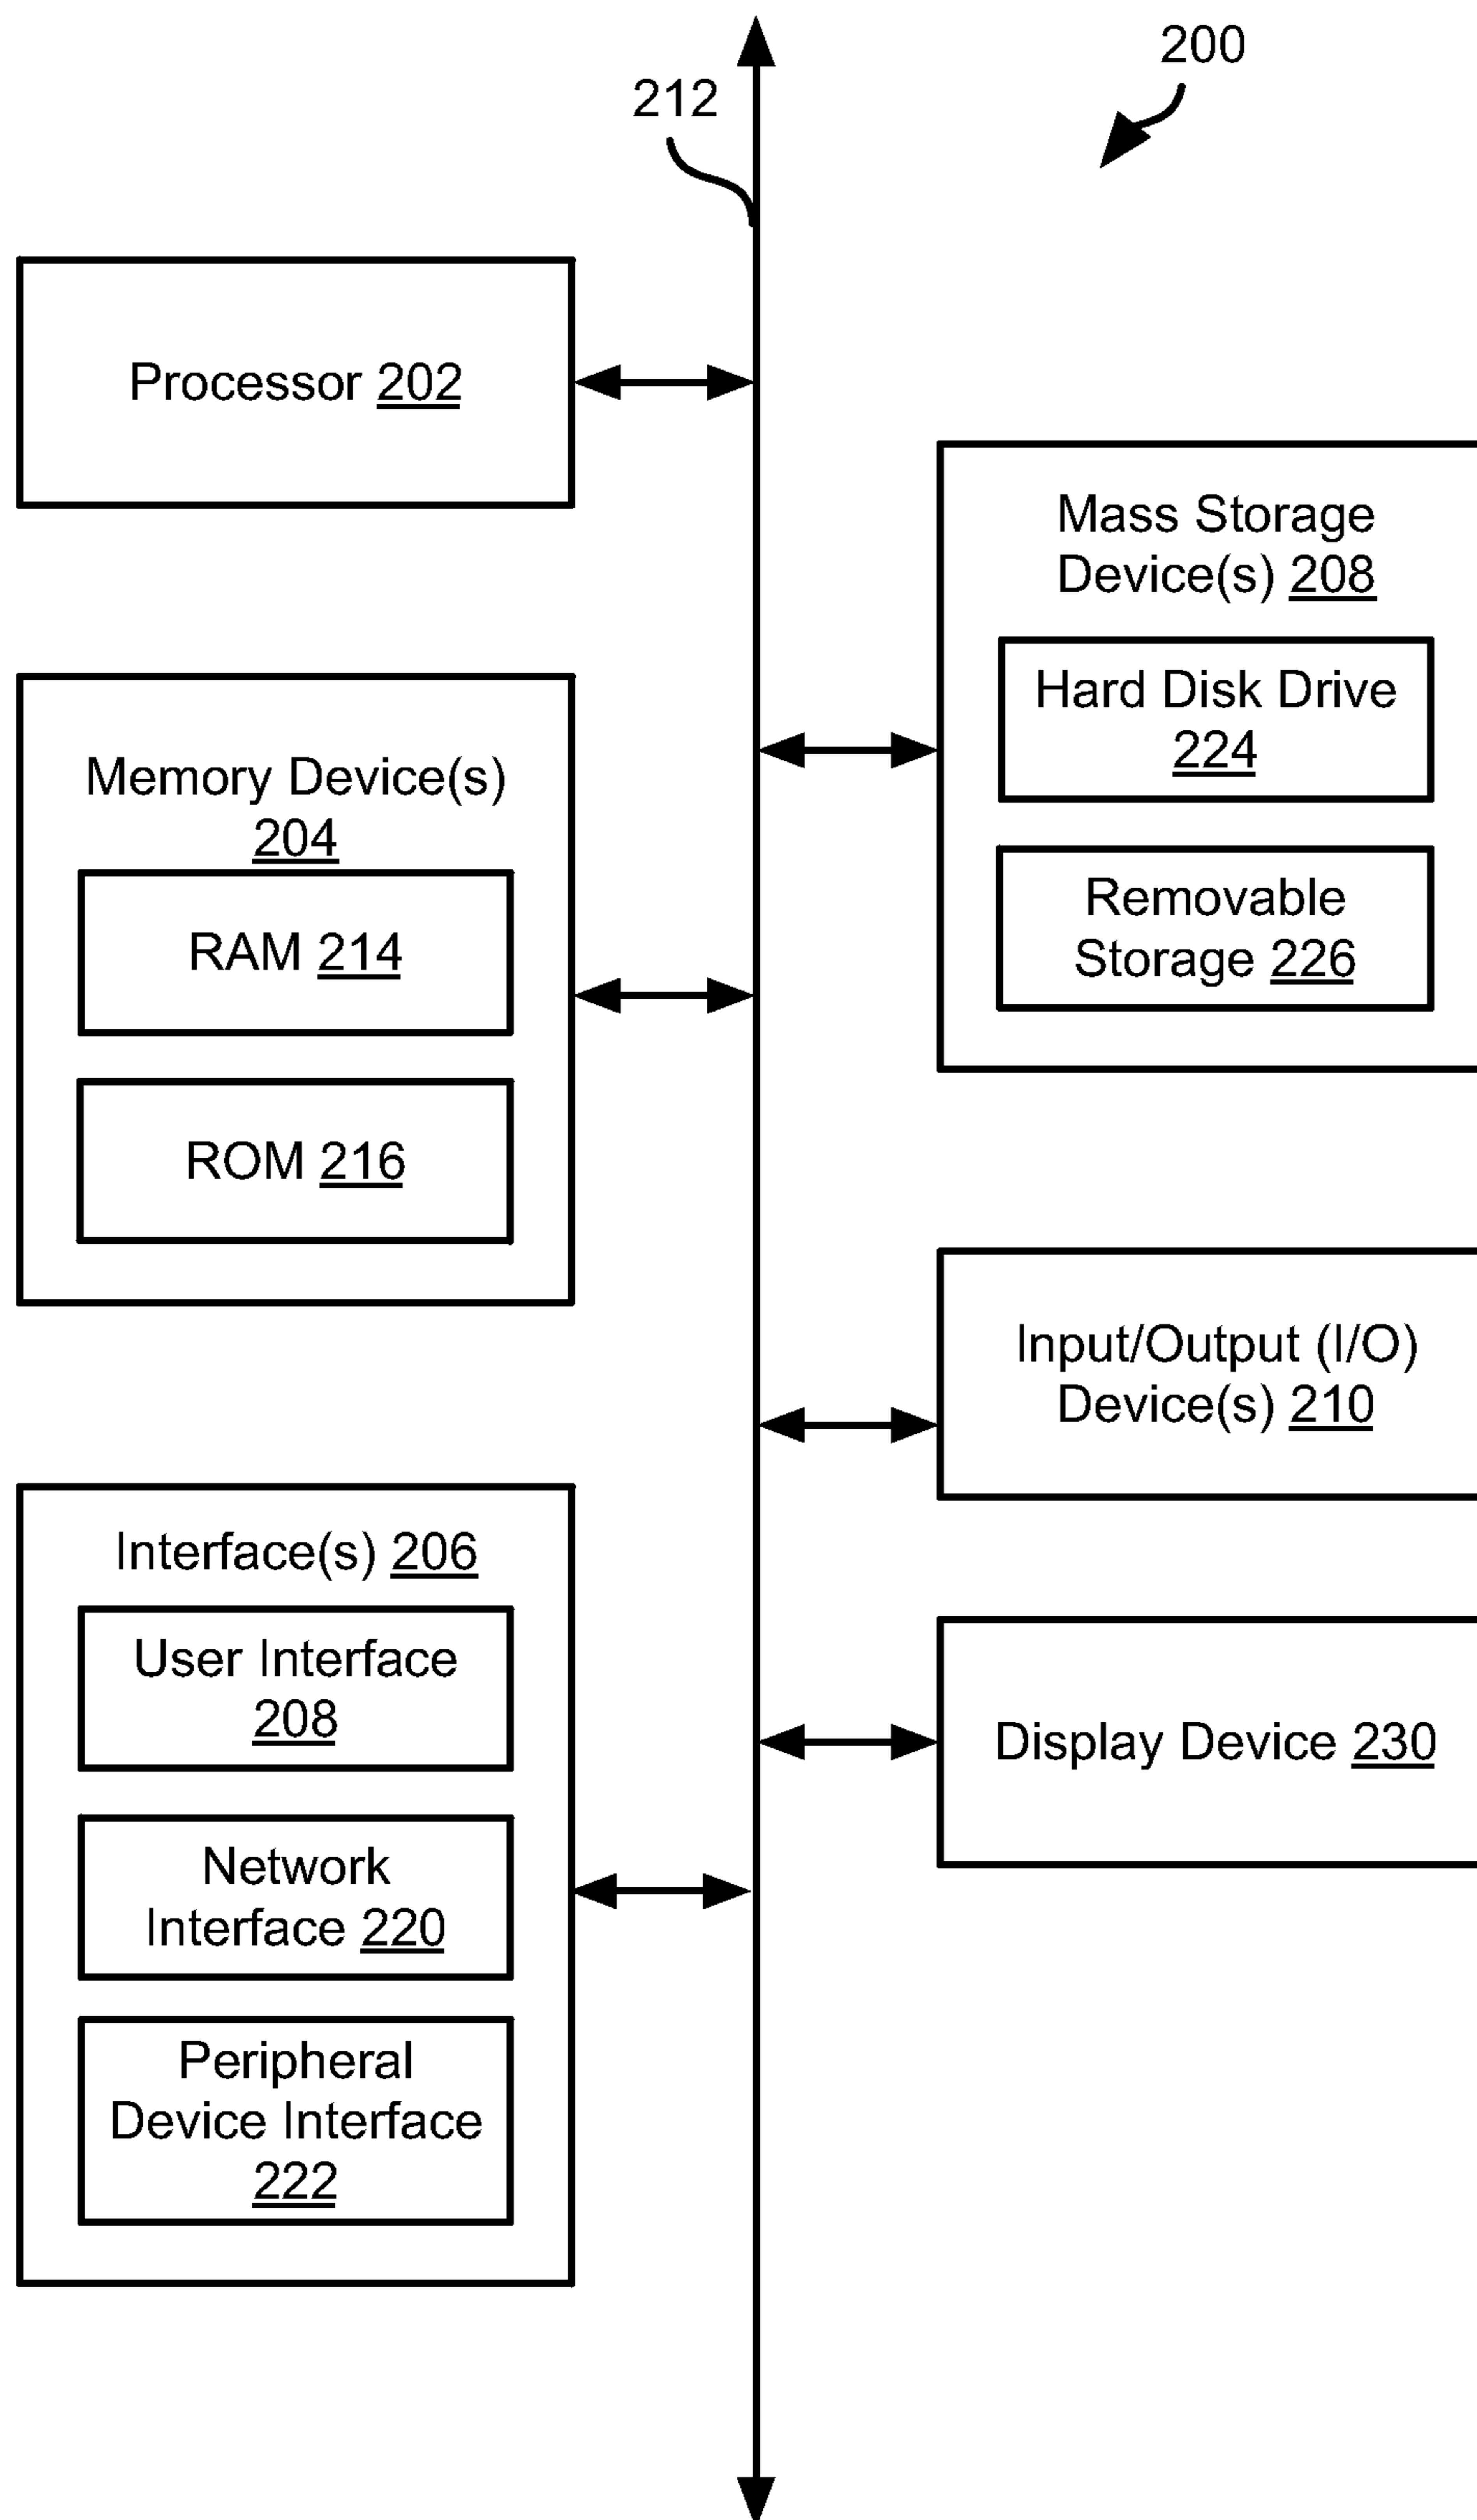 200
212
Processor 202
Mass Storage
Device(s) 208
Hard Disk Drive
224
Removable
Storage 226
Memory Device(s)
204
RAM 214
ROM 216
Input/Output (I/O)
Device(s) 210
Interface(s) 206
User Interface
208
Network
Interface 220
Peripheral
Device Interface
222
Display Device 230